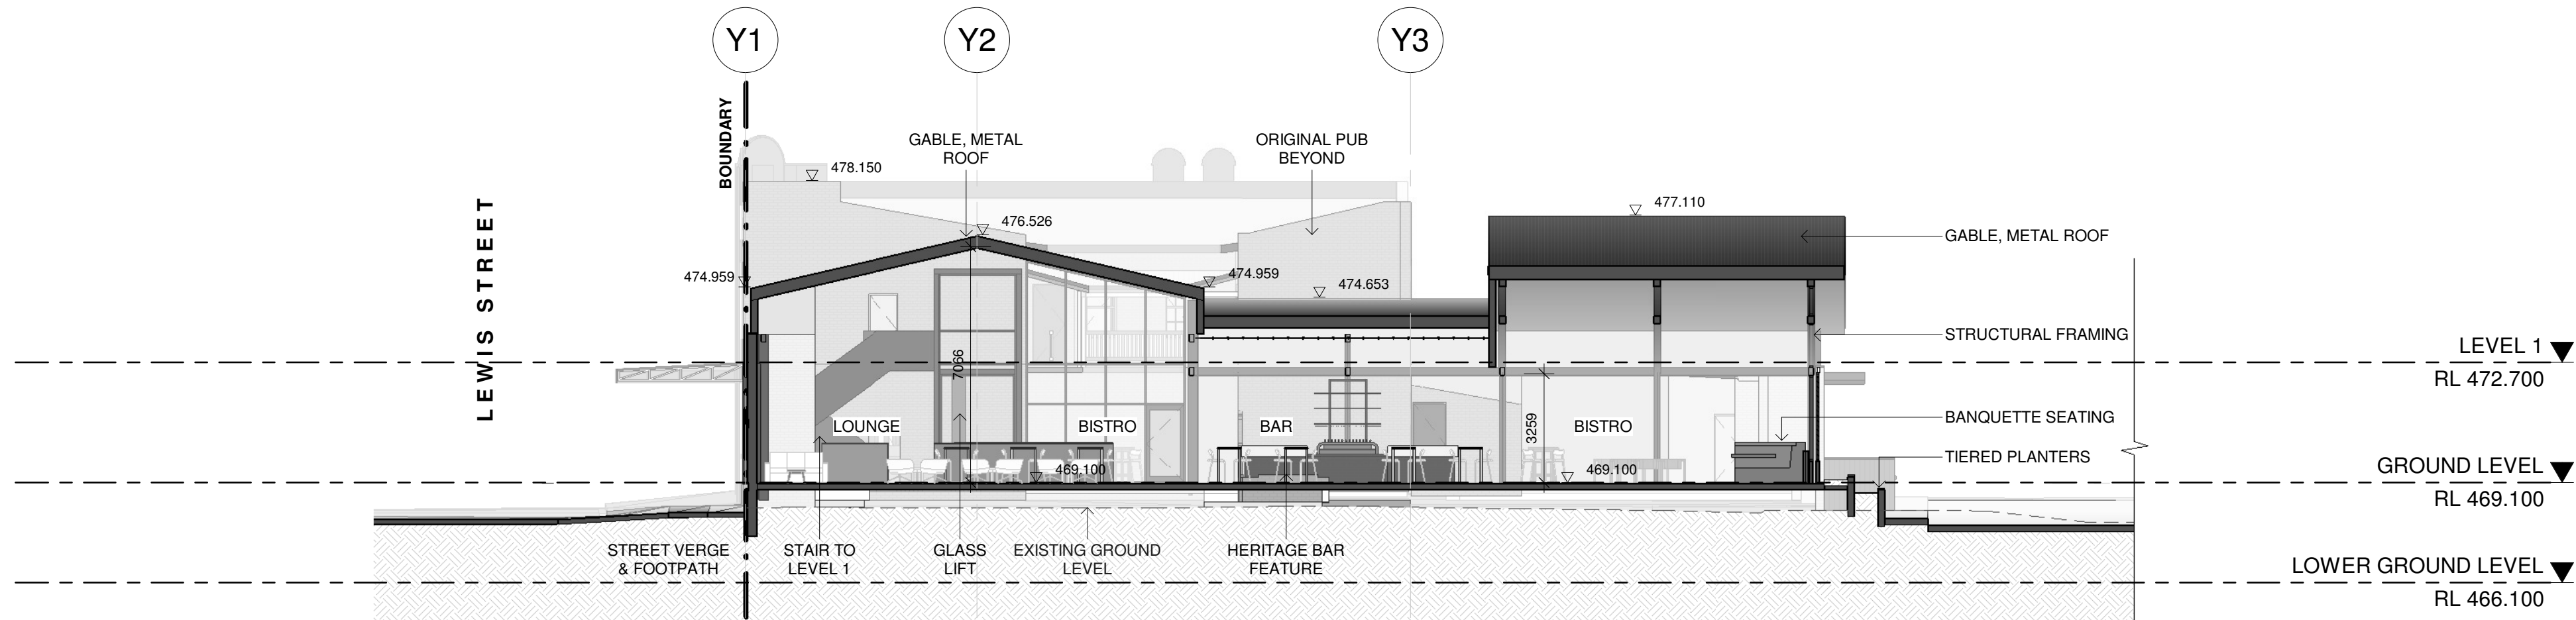 Y1
Y2
Y3
BOUNDARY
LEWIS STREET
GABLE, METAL
ROOF
ORIGINAL PUB
BEYOND
478.150
476.526
477.110
474.959
474.959
474.653
GABLE, METAL ROOF
STRUCTURAL FRAMING
LEVEL 1
RL 472.700
7066
3259
LOUNGE
BISTRO
BAR
BISTRO
BANQUETTE SEATING
TIERED PLANTERS
469.100
469.100
GROUND LEVEL
RL 469.100
STREET VERGE
& FOOTPATH
STAIR TO
LEVEL 1
GLASS
LIFT
EXISTING GROUND
LEVEL
HERITAGE BAR
FEATURE
LOWER GROUND LEVEL
RL 466.100